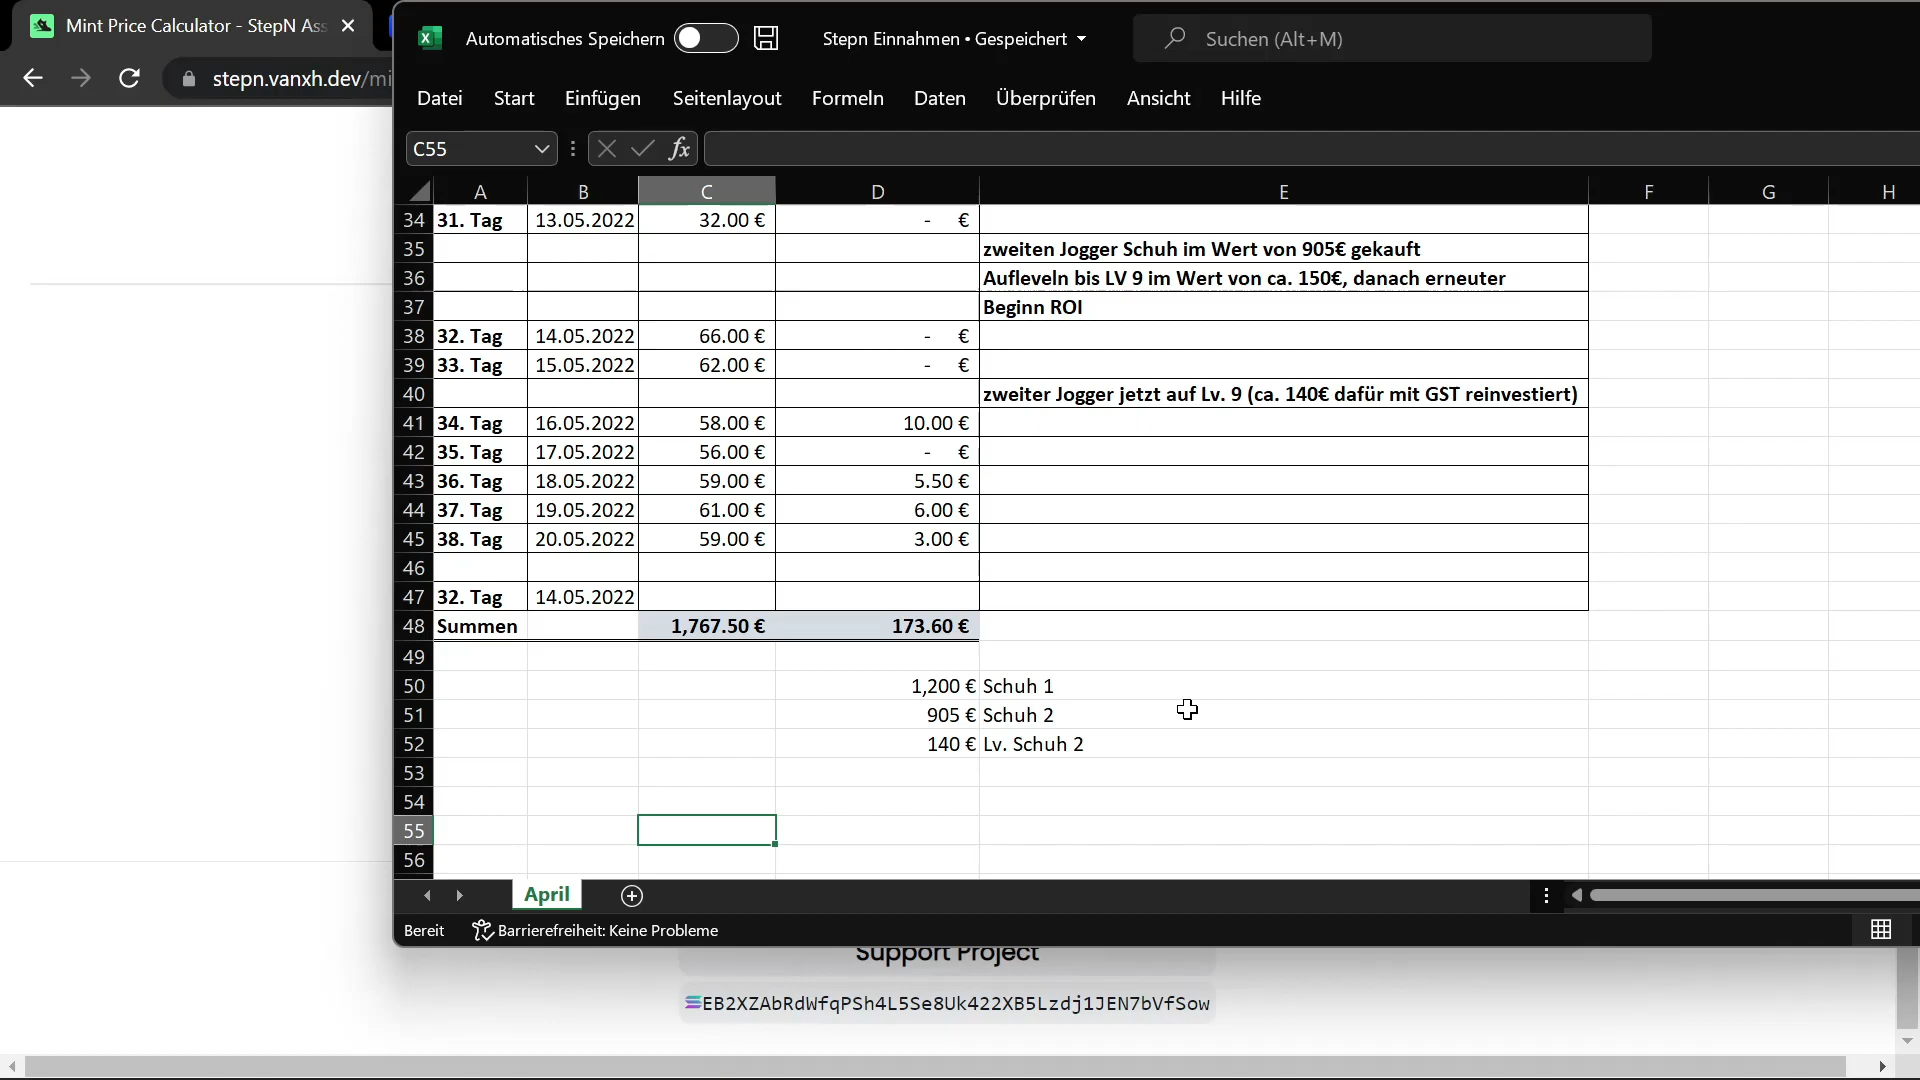 Mint Price Calculator - StepN Ass
stepn.vanxh.dev/mi
Automatisches Speichern
Stepn Einnahmen • Gespeichert
Suchen (Alt+M)
Datei Start Einfügen Seitenlayout Formeln Daten Überprüfen Ansicht Hilfe
C55
fx
A B C D E F G H
34 31. Tag 13.05.2022 32.00 € - €
35 zweiten Jogger Schuh im Wert von 905€ gekauft
36 Aufleveln bis LV 9 im Wert von ca. 150€, danach erneuter
37 Beginn ROI
38 32. Tag 14.05.2022 66.00 € - €
39 33. Tag 15.05.2022 62.00 € - €
40 zweiter Jogger jetzt auf Lv. 9 (ca. 140€ dafür mit GST reinvestiert)
41 34. Tag 16.05.2022 58.00 € 10.00 €
42 35. Tag 17.05.2022 56.00 € - €
43 36. Tag 18.05.2022 59.00 € 5.50 €
44 37. Tag 19.05.2022 61.00 € 6.00 €
45 38. Tag 20.05.2022 59.00 € 3.00 €
46
47 32. Tag 14.05.2022
48 Summen 1,767.50 € 173.60 €
49
50 1,200 € Schuh 1
51 905 € Schuh 2
52 140 € Lv. Schuh 2
53
54
55
56
April
Bereit Barrierefreiheit: Keine Probleme
Support Project
EB2XZAbRdWfqPSh4L5Se8Uk422XB5Lzdj1JEN7bVfSow